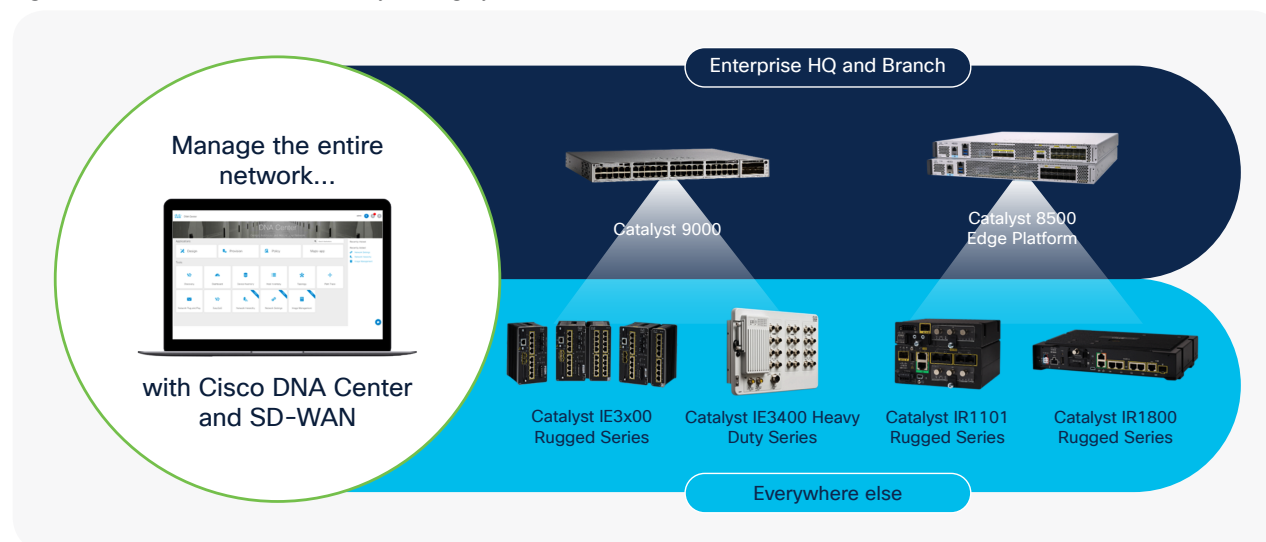 Enterprise HQ and Branch
Manage the entire
network...
DNA Center
with Cisco DNA Center
and SD-WAN
Catalyst 9000
Catalyst 8500
Edge Platform
Catalyst IE3x00
Rugged Series
Catalyst IE3400 Heavy
Duty Series
Catalyst IR1101
Rugged Series
Catalyst IR1800
Rugged Series
Everywhere else